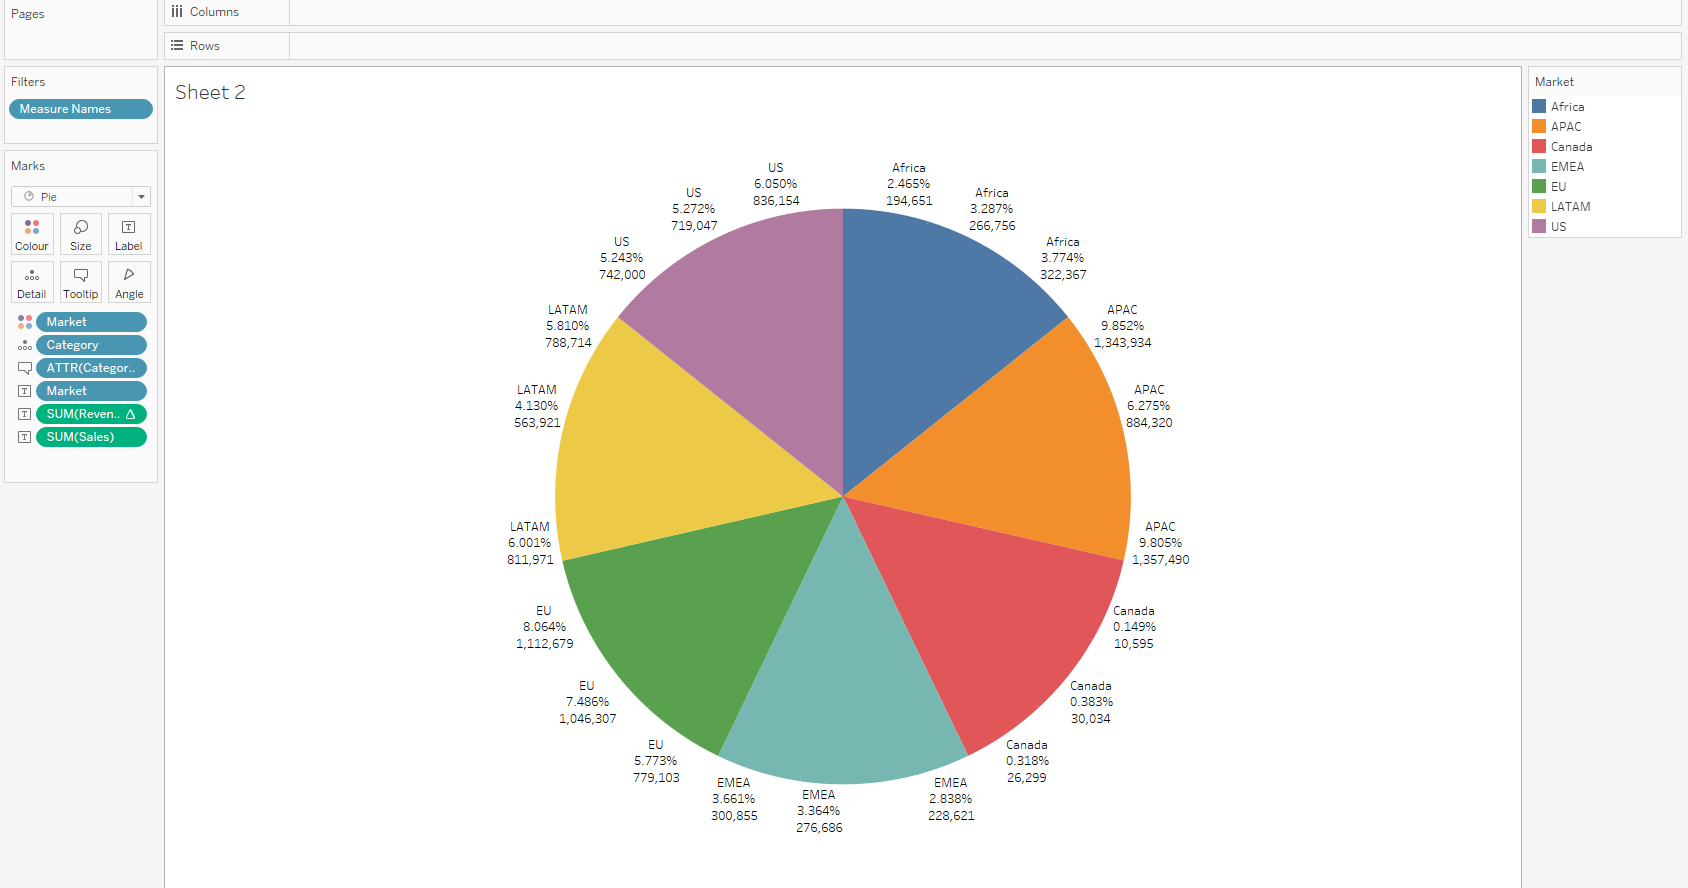 Pages
Columns
Rows
Filters
Measure Names
Marks
Pie
Colour
Size
Label
Detail
Tooltip
Angle
Market
Category
ATTR(Categor..
Market
SUM(Reven..
SUM(Sales)
Sheet 2
US
6.050%
836,154
Africa
2.465%
194,651
US
5.272%
719,047
Africa
3.287%
266,756
US
5.243%
742,000
Africa
3.774%
322,367
LATAM
5.810%
788,714
APAC
9.852%
1,343,934
LATAM
4.130%
563,921
APAC
6.275%
884,320
LATAM
6.001%
811,971
APAC
9.805%
1,357,490
EU
8.064%
1,112,679
Canada
0.149%
10,595
EU
7.486%
1,046,307
Canada
0.383%
30,034
EU
5.773%
779,103
Canada
0.318%
26,299
EMEA
3.661%
300,855
EMEA
3.364%
276,686
EMEA
2.838%
228,621
Market
Africa
APAC
Canada
EMEA
EU
LATAM
US